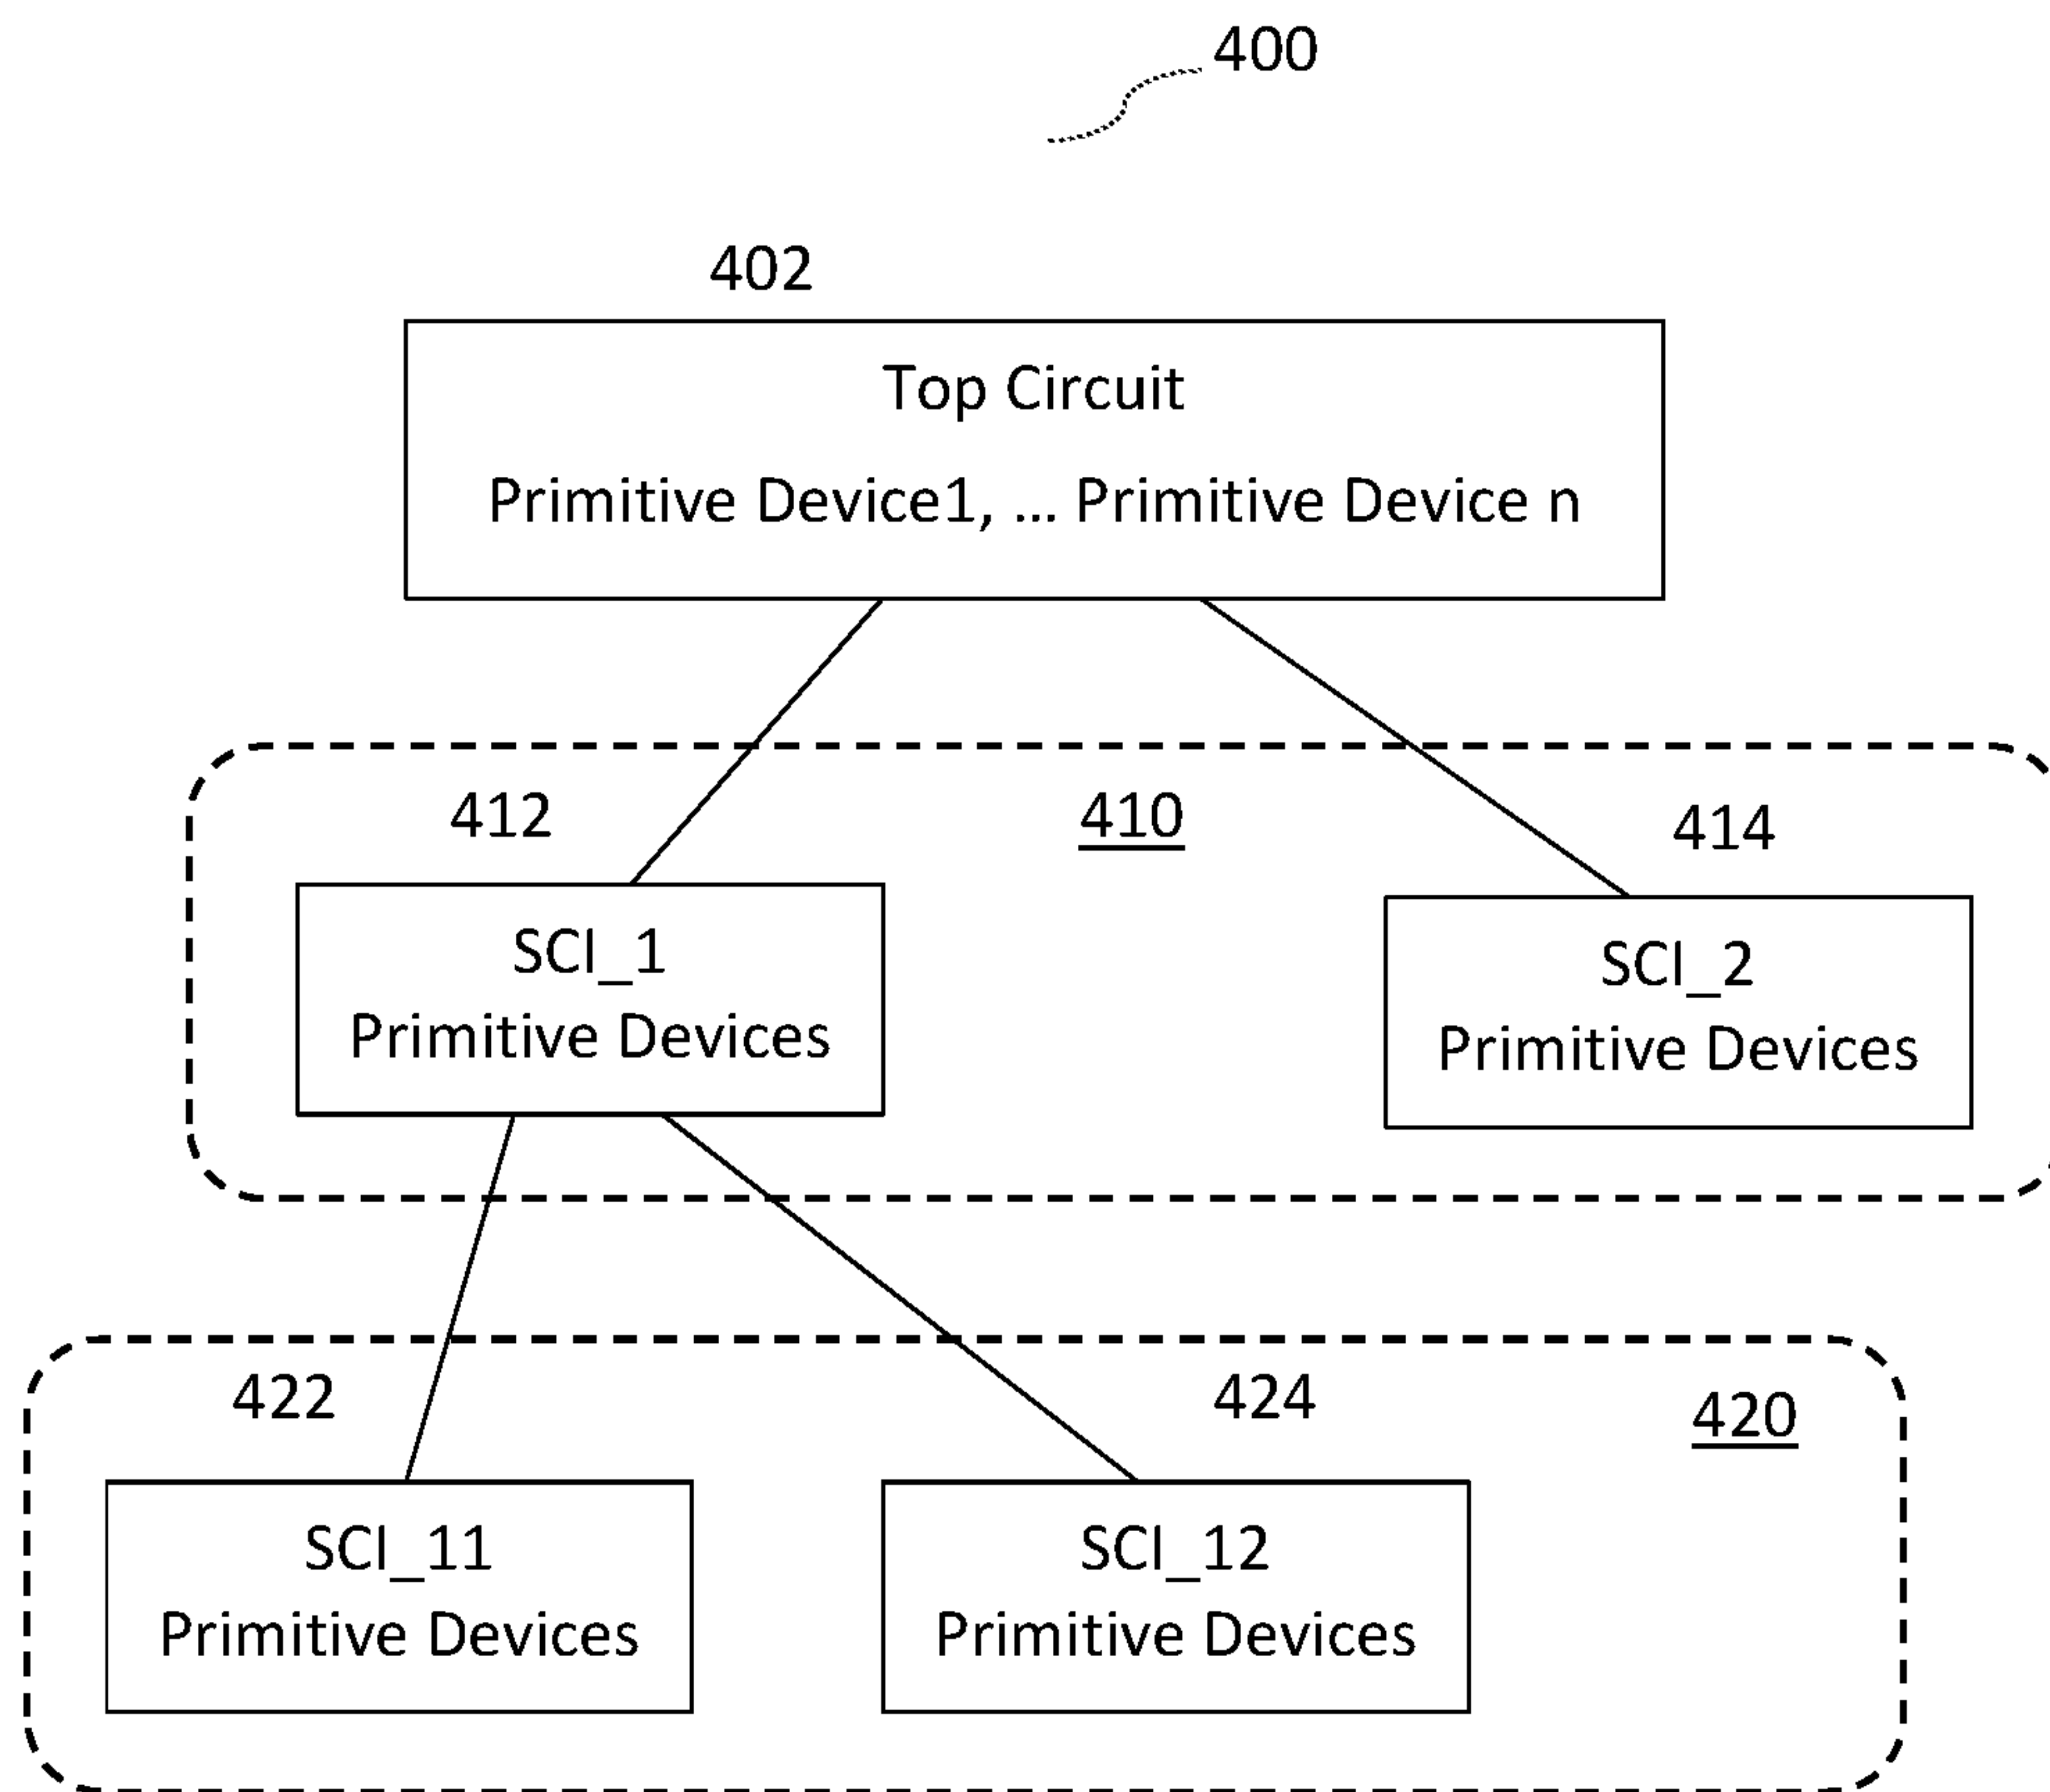 400
402
Top Circuit
Primitive Device1, ... Primitive Device n
412
410
414
SCI_1
Primitive Devices
SCI_2
Primitive Devices
422
424
420
SCI_11
Primitive Devices
SCI_12
Primitive Devices